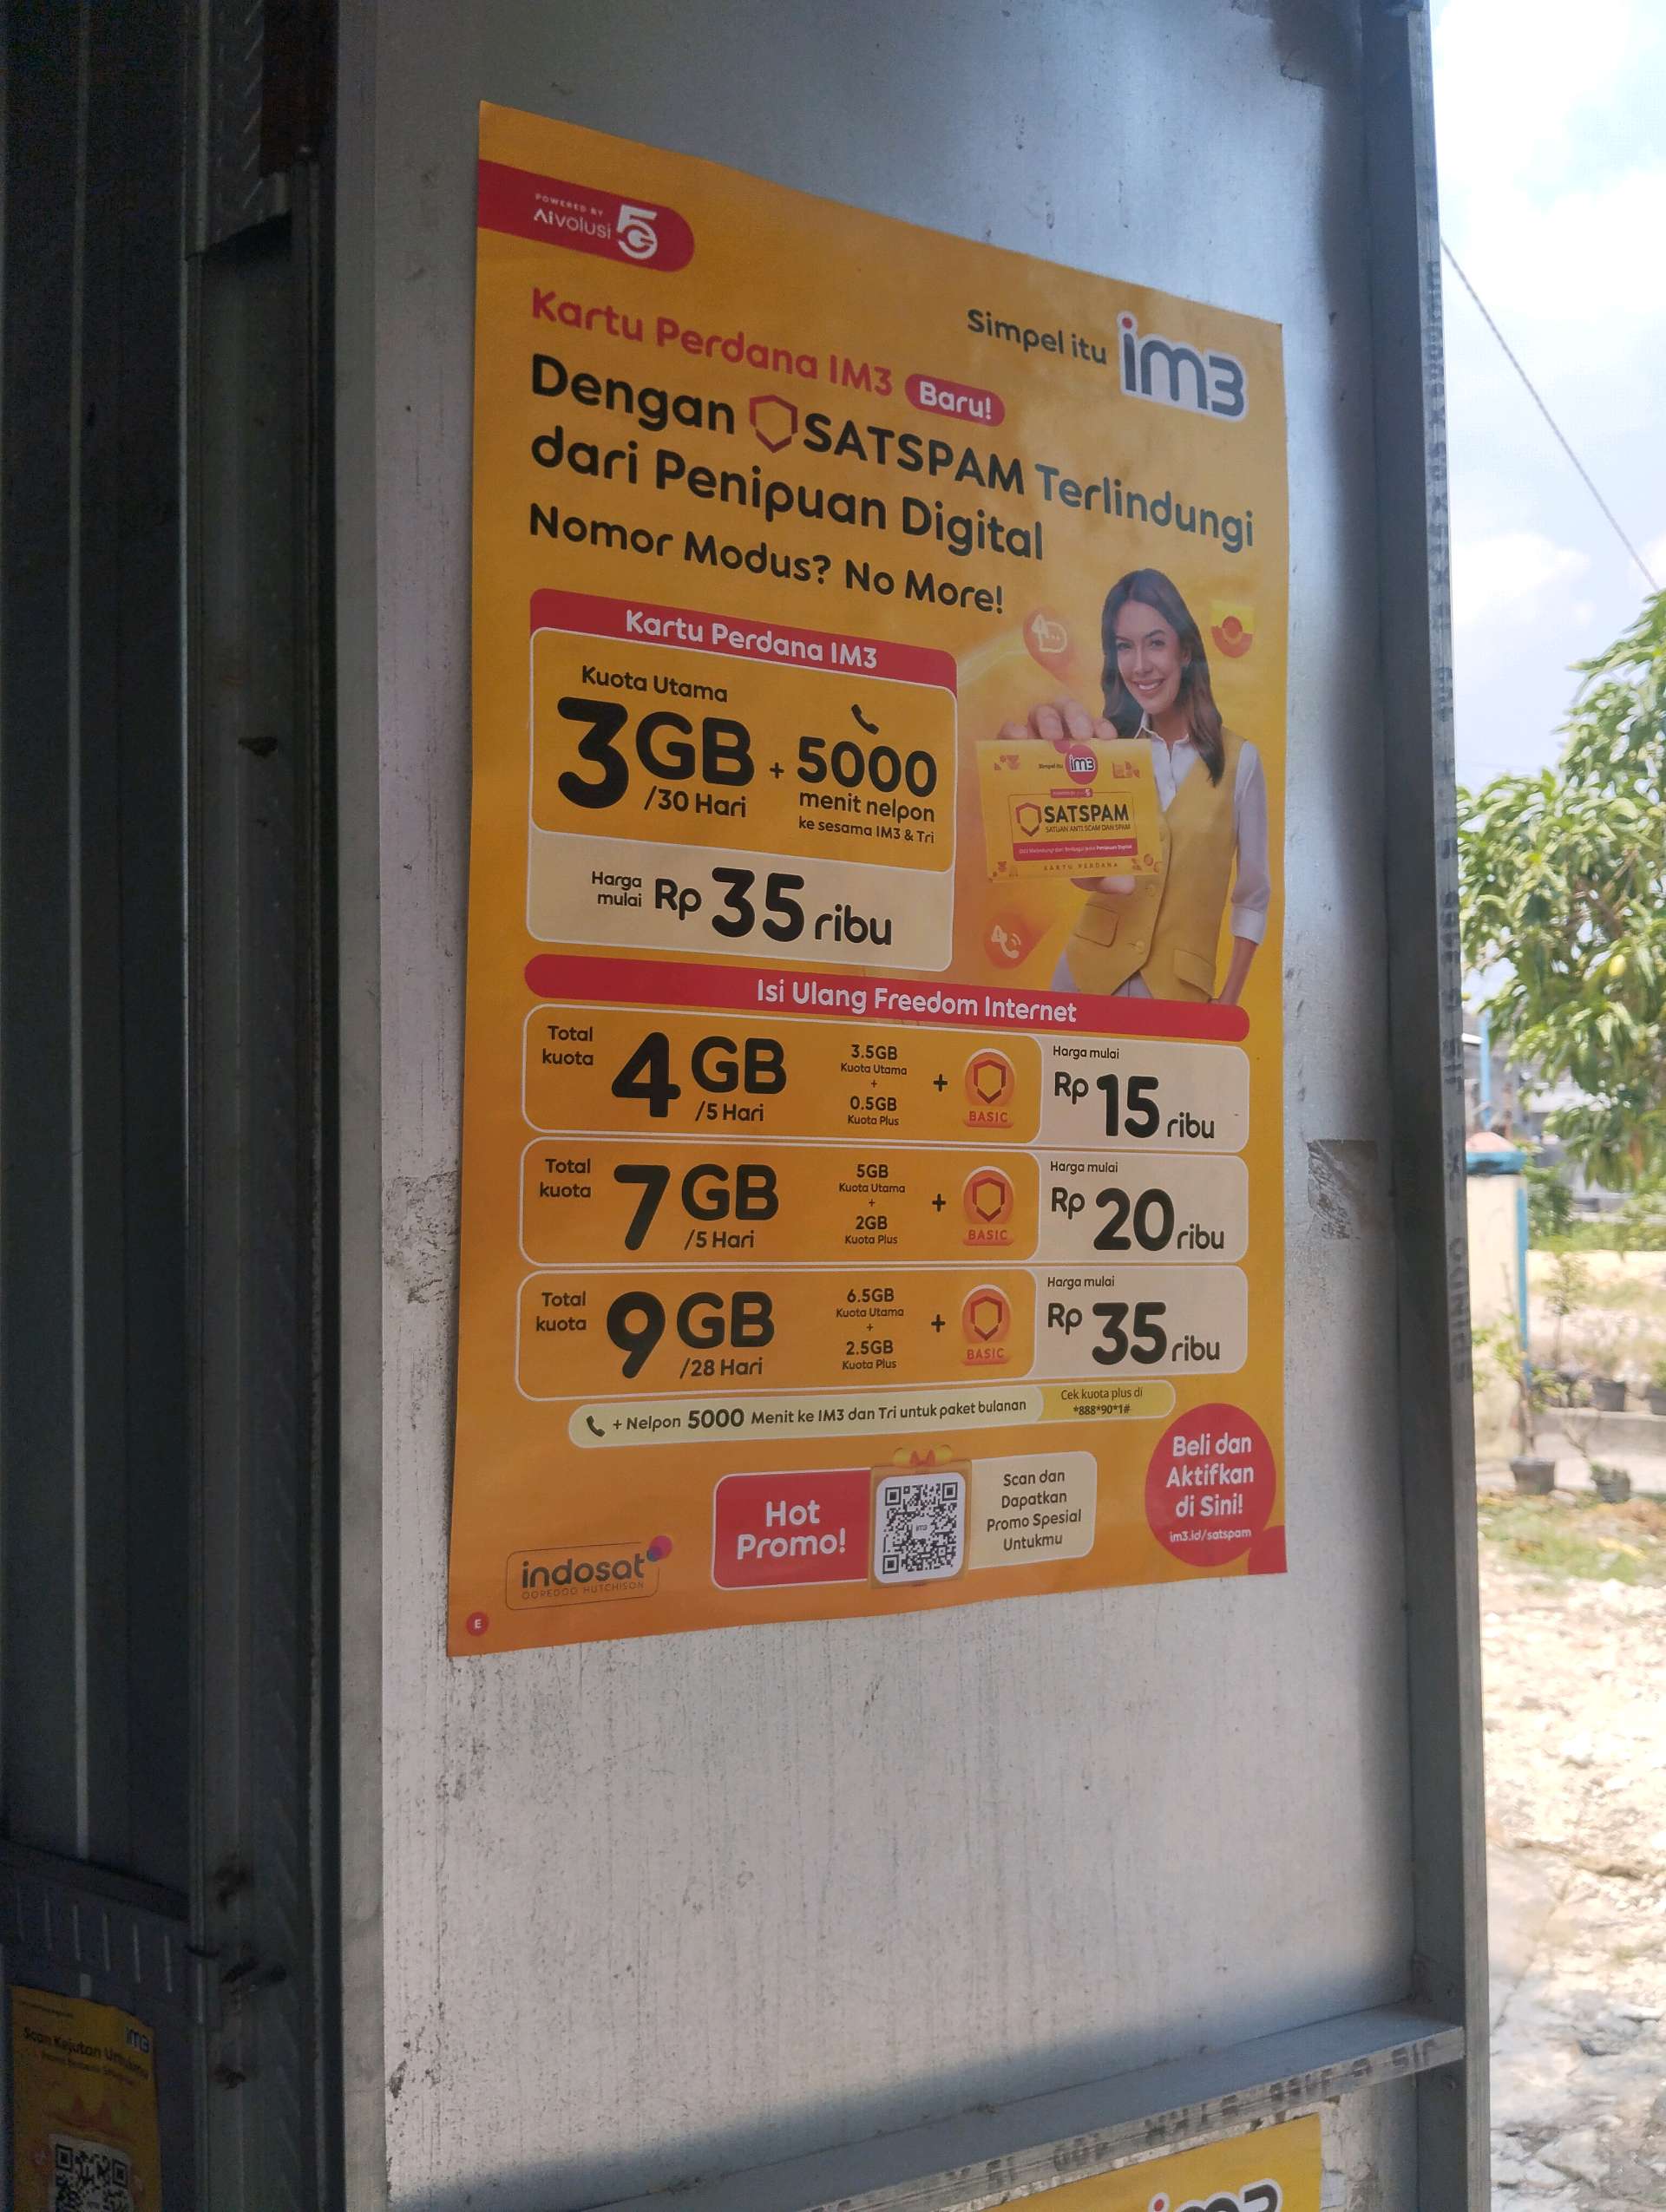 POWERED BY
AIvolusi 5G
Simpel itu im3
Kartu Perdana IM3 Baru!
Dengan SATSPAM Terlindungi
dari Penipuan Digital
Nomor Modus? No More!
Kartu Perdana IM3
Kuota Utama
3GB
/30 Hari
+ 5000
menit nelpon
ke sesama IM3 & Tri
Harga
mulai
Rp 35 ribu
Simpel itu im3
SATSPAM
SATUAN ANTI SCAM DAN SPAM
KARTU PERDANA
Isi Ulang Freedom Internet
Total
kuota
4GB
/5 Hari
3.5GB
Kuota Utama
+
0.5GB
Kuota Plus
+
BASIC
Harga mulai
Rp 15 ribu
Total
kuota
7GB
/5 Hari
5GB
Kuota Utama
+
2GB
Kuota Plus
+
BASIC
Harga mulai
Rp 20 ribu
Total
kuota
9GB
/28 Hari
6.5GB
Kuota Utama
+
2.5GB
Kuota Plus
+
BASIC
Harga mulai
Rp 35 ribu
+ Nelpon 5000 Menit ke IM3 dan Tri untuk paket bulanan
Cek kuota plus di
*888*90*1#
Hot
Promo!
Scan dan
Dapatkan
Promo Spesial
Untukmu
Beli dan
Aktifkan
di Sini!
im3.id/satspam
indosat
OOREDOO HUTCHISON
E
im3
Scan Kejutan Untukmu
im3